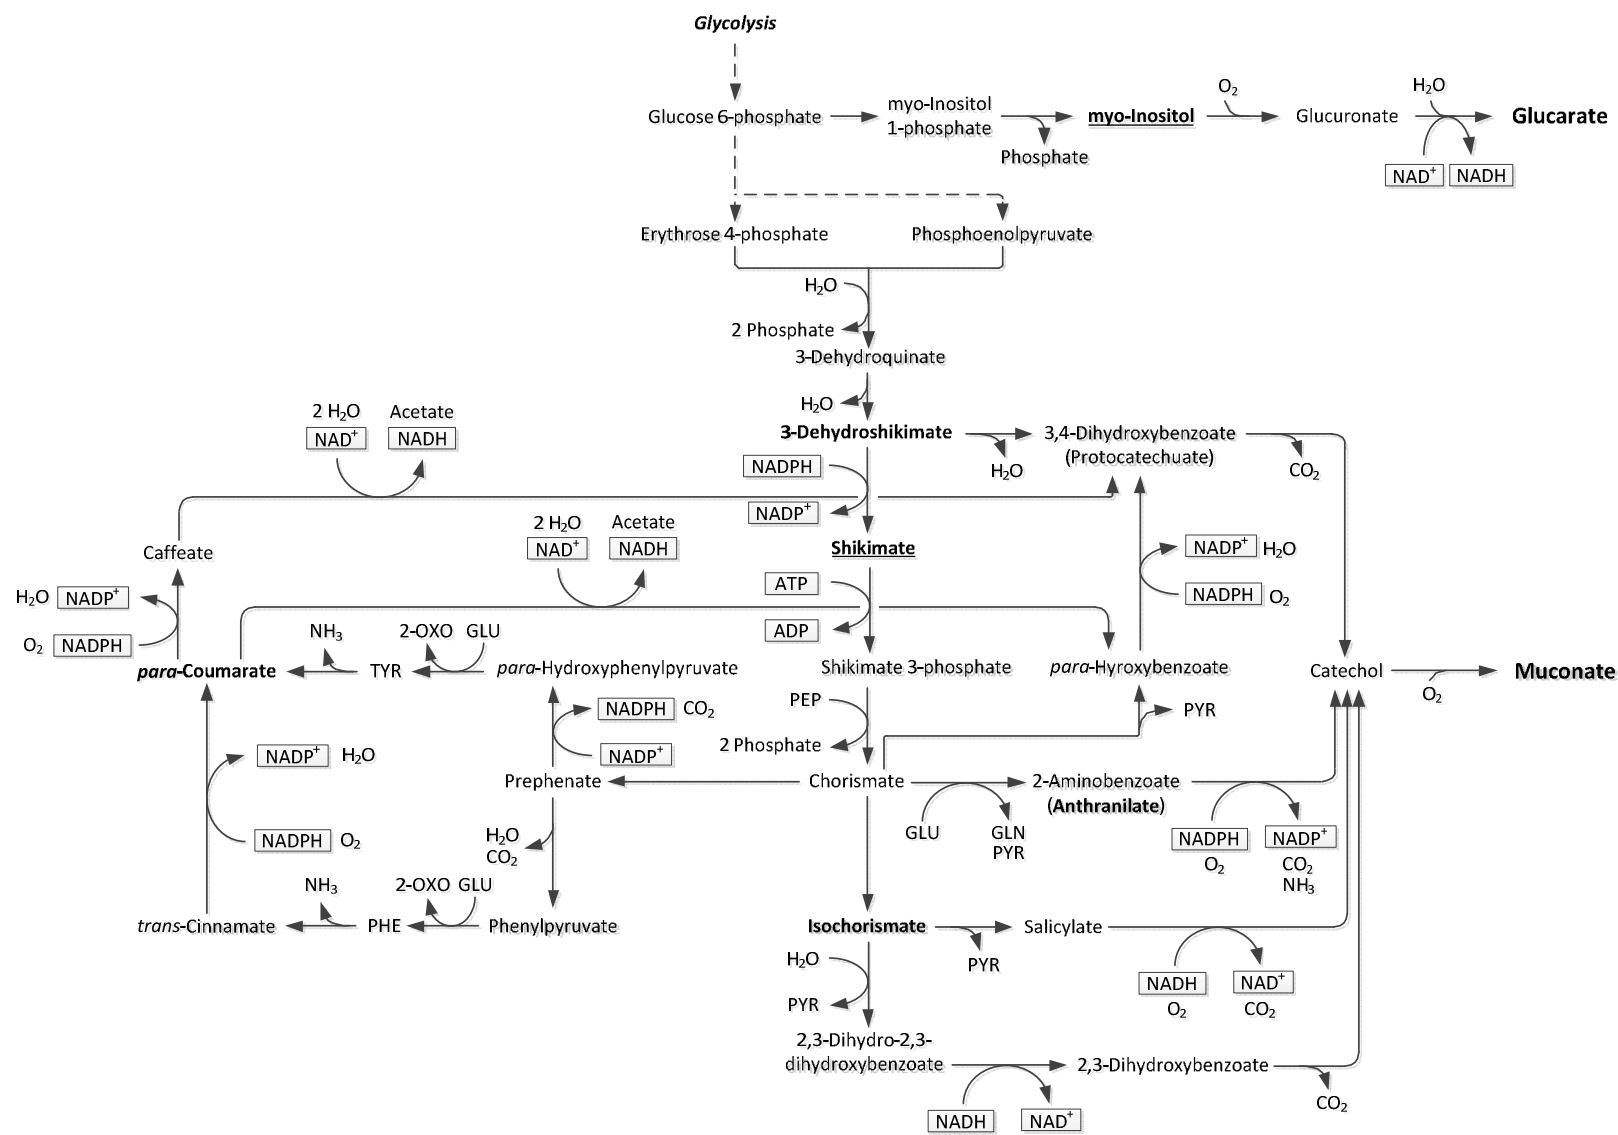 Glycolysis
Glucose 6-phosphate
myo-Inositol
1-phosphate
Phosphate
myo-Inositol
O2
Glucuronate
H2O
NAD+
NADH
Glucarate
Erythrose 4-phosphate
Phosphoenolpyruvate
H2O
2 Phosphate
3-Dehydroquinate
H2O
3-Dehydroshikimate
H2O
3,4-Dihydroxybenzoate
(Protocatechuate)
CO2
2 H2O
NAD+
Acetate
NADH
NADPH
NADP+
2 H2O
NAD+
Acetate
NADH
Shikimate
Caffeate
NADP+
H2O
NADPH
O2
H2O
NADP+
O2
NADPH
ATP
ADP
para-Coumarate
NH3
TYR
2-OXO
GLU
para-Hydroxyphenylpyruvate
Shikimate 3-phosphate
para-Hyroxybenzoate
Catechol
O2
Muconate
NADPH
CO2
NADP+
PEP
2 Phosphate
PYR
NADP+
H2O
NADPH
O2
Prephenate
Chorismate
2-Aminobenzoate
(Anthranilate)
GLU
GLN
PYR
NADPH
O2
NADP+
CO2
NH3
H2O
CO2
trans-Cinnamate
NH3
PHE
2-OXO
GLU
Phenylpyruvate
Isochorismate
PYR
Salicylate
NADH
O2
NAD+
CO2
H2O
PYR
2,3-Dihydro-2,3-
dihydroxybenzoate
NADH
NAD+
2,3-Dihydroxybenzoate
CO2